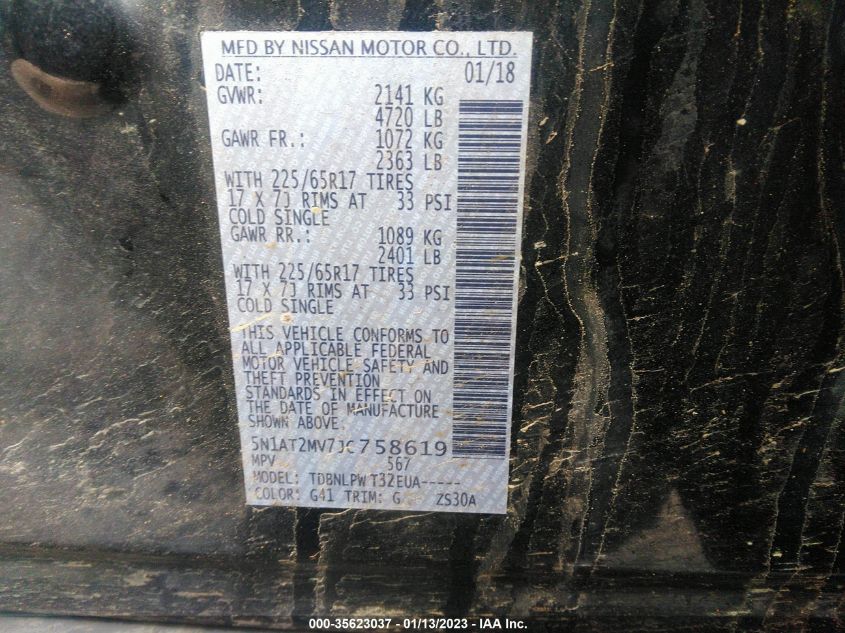 MFD BY NISSAN MOTOR CO., LTD.
DATE: 01/18
GVWR: 2141 KG
4720 LB
GAWR FR.: 1072 KG
2363 LB
WITH 225/65R17 TIRES
17 X 7J RIMS AT 33 PSI
COLD SINGLE
GAWR RR.: 1089 KG
2401 LB
WITH 225/65R17 TIRES
17 X 7J RIMS AT 33 PSI
COLD SINGLE
THIS VEHICLE CONFORMS TO
ALL APPLICABLE FEDERAL
MOTOR VEHICLE SAFETY AND
THEFT PREVENTION
STANDARDS IN EFFECT ON
THE DATE OF MANUFACTURE
SHOWN ABOVE.
5N1AT2MV7JC758619
MPV 567
MODEL: TDBNLPW T32EUA-----
COLOR: G41 TRIM: G ZS30A
000-35623037 - 01/13/2023 - © IAA Inc.